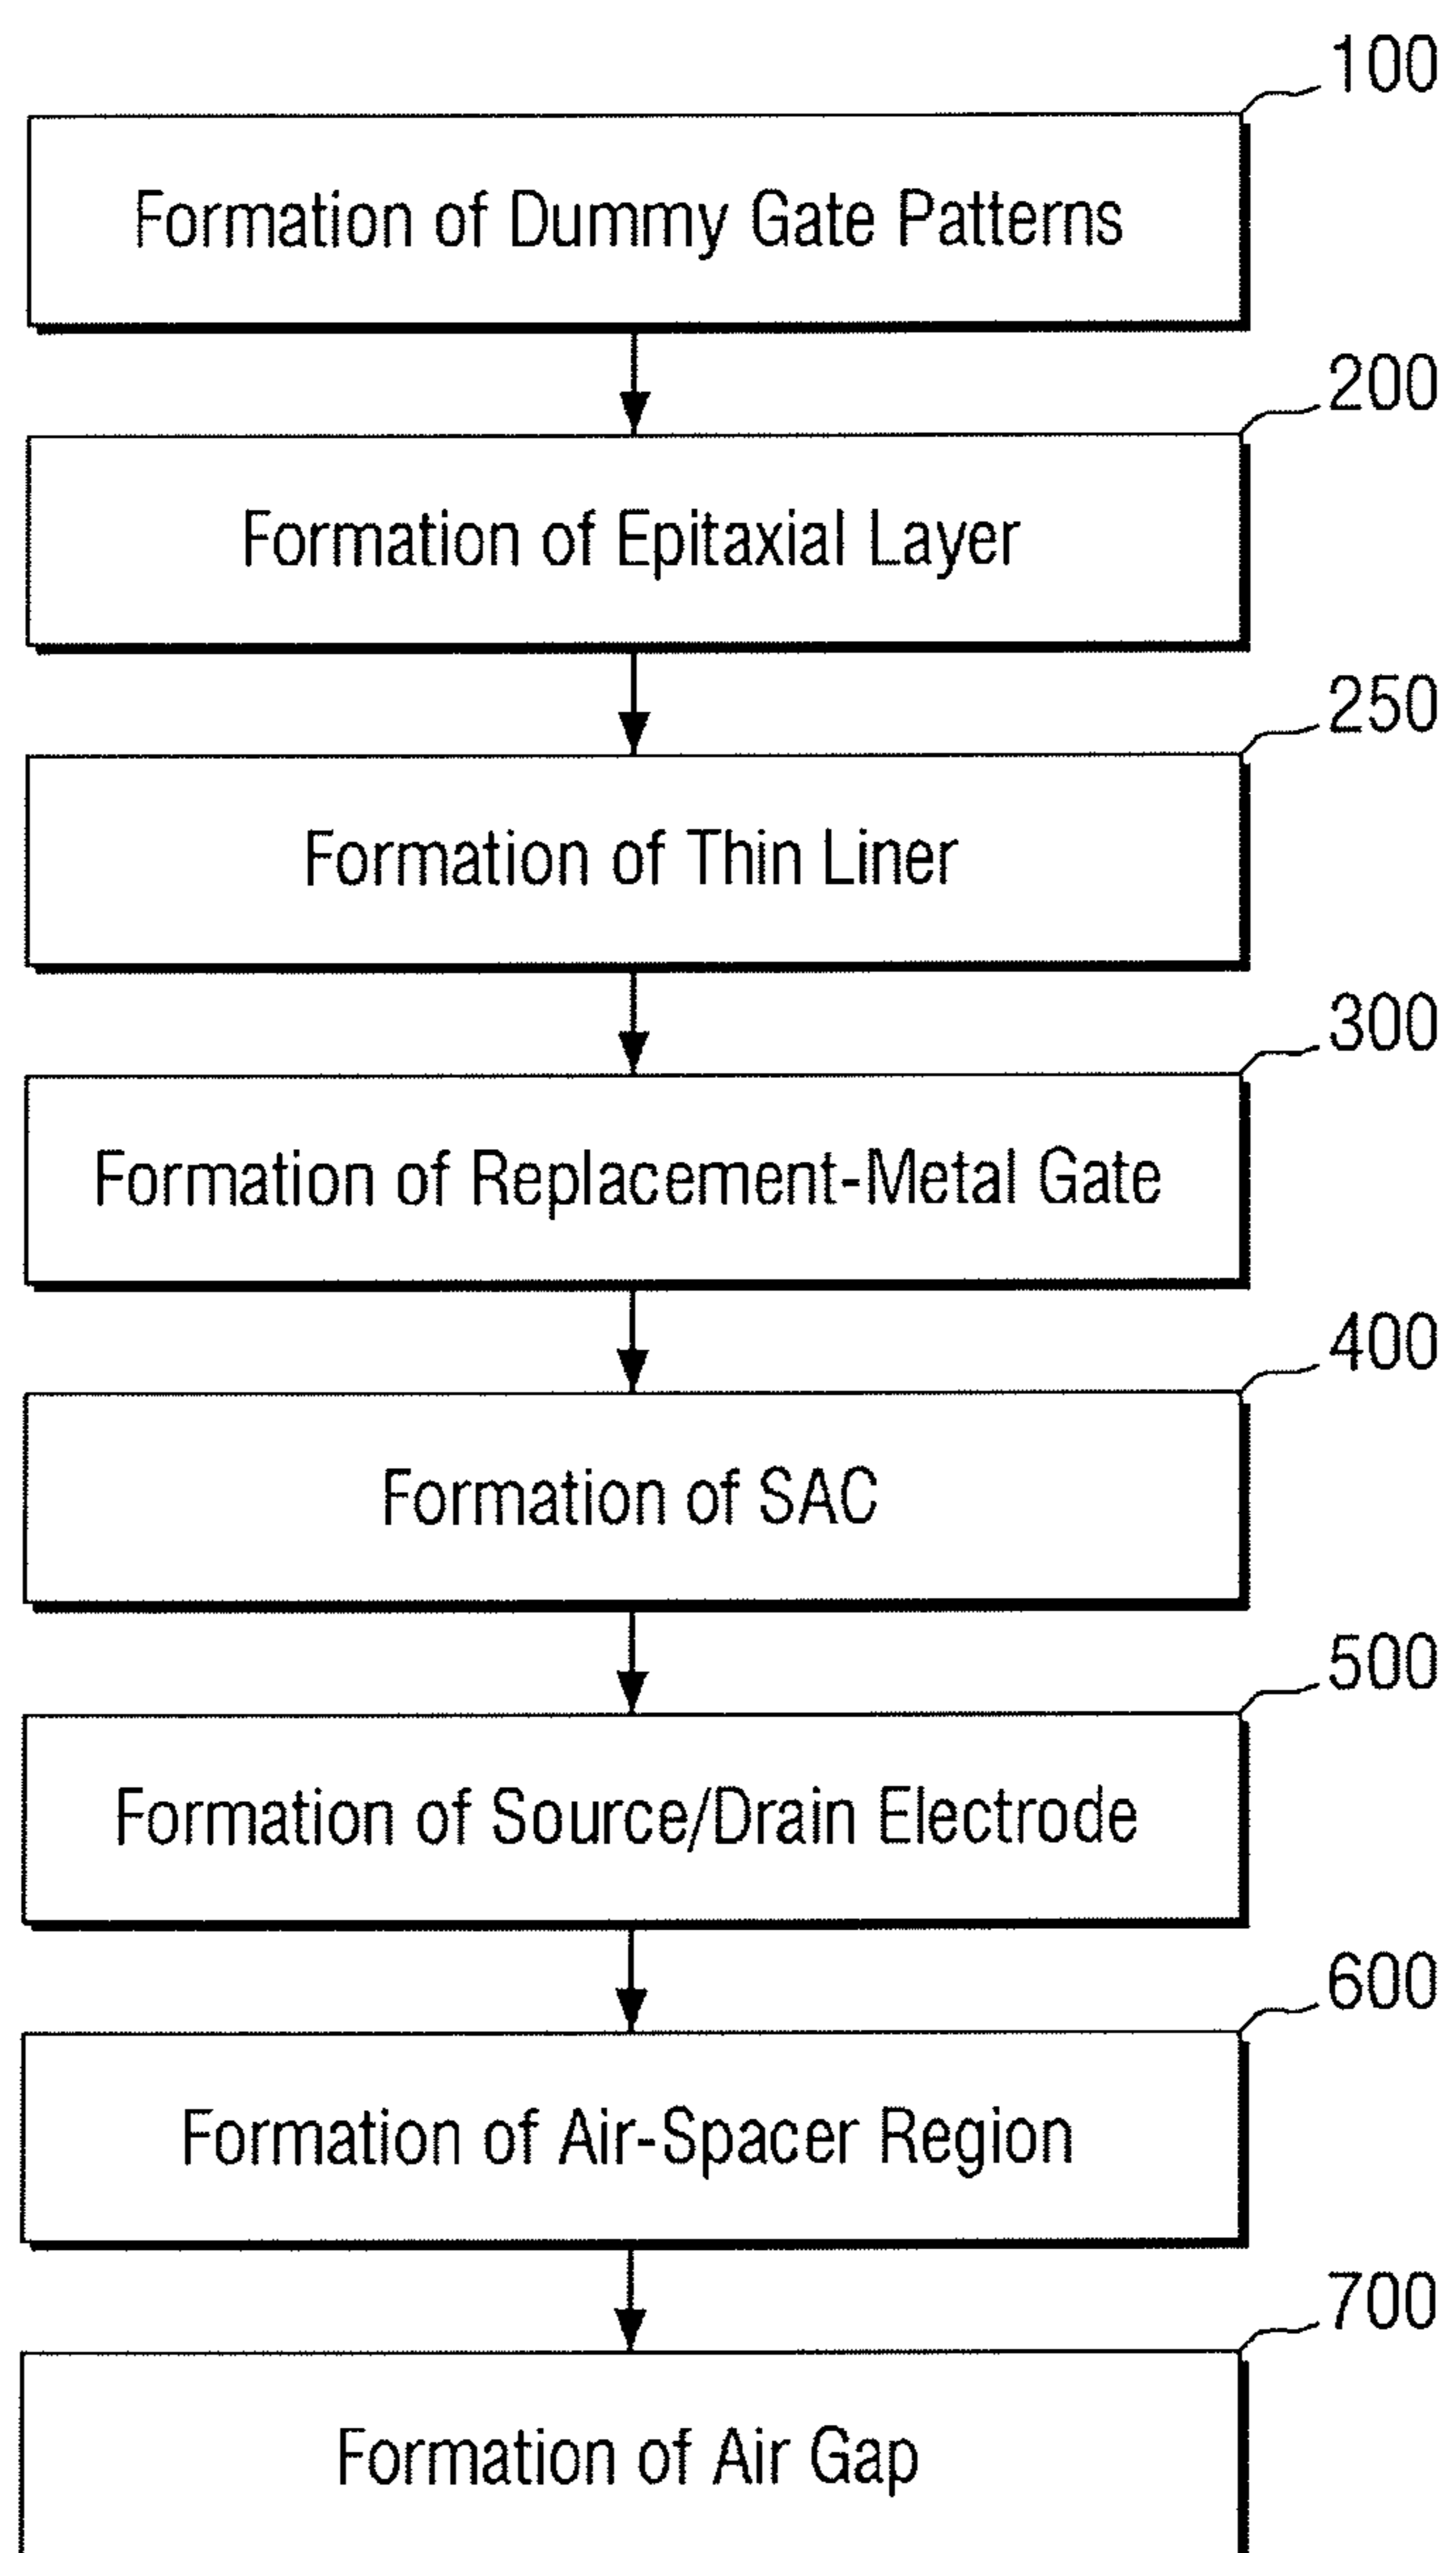 100
Formation of Dummy Gate Patterns
200
Formation of Epitaxial Layer
250
Formation of Thin Liner
300
Formation of Replacement-Metal Gate
400
Formation of SAC
500
Formation of Source/Drain Electrode
600
Formation of Air-Spacer Region
700
Formation of Air Gap